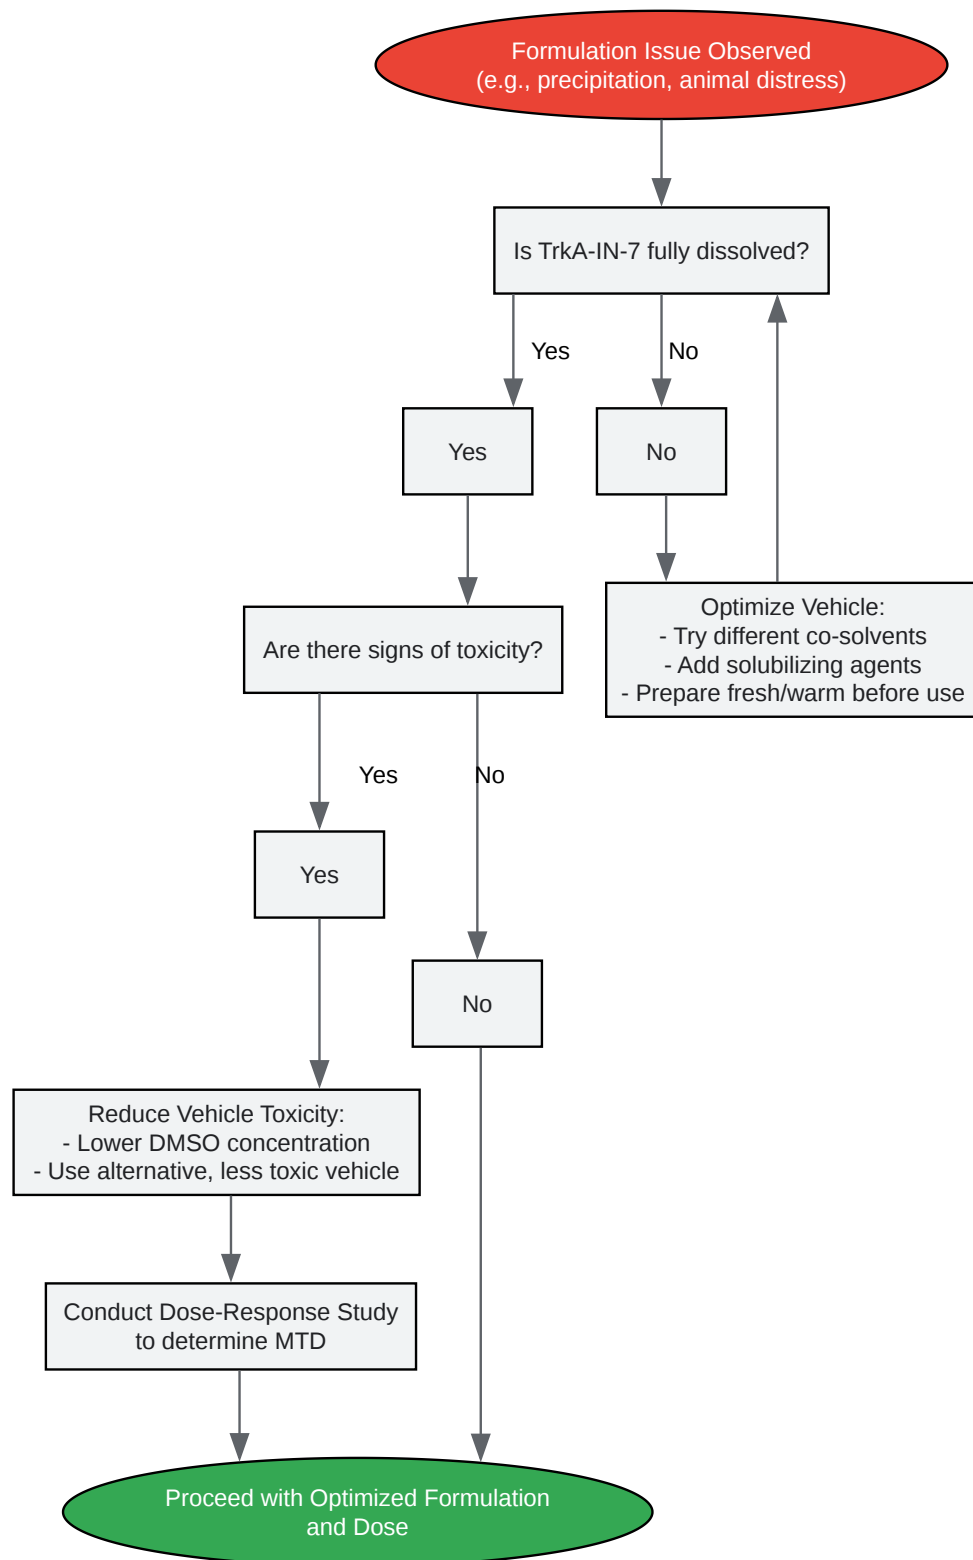 Formulation Issue Observed
(e.g., precipitation, animal distress)
Is TrkA-IN-7 fully dissolved?
Yes
No
Yes
No
Optimize Vehicle:
- Try different co-solvents
- Add solubilizing agents
- Prepare fresh/warm before use
Are there signs of toxicity?
Yes
No
Yes
No
Reduce Vehicle Toxicity:
- Lower DMSO concentration
- Use alternative, less toxic vehicle
Conduct Dose-Response Study
to determine MTD
Proceed with Optimized Formulation
and Dose